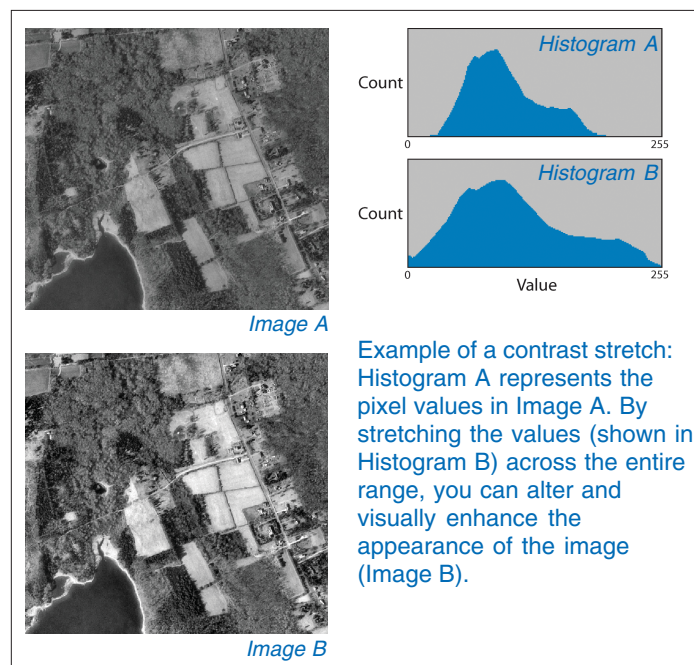 Histogram A
Count
0
255
Histogram B
Count
0
255
Value
Image A
Example of a contrast stretch:
Histogram A represents the
pixel values in Image A. By
stretching the values (shown in
Histogram B) across the entire
range, you can alter and
visually enhance the
appearance of the image
(Image B).
Image B